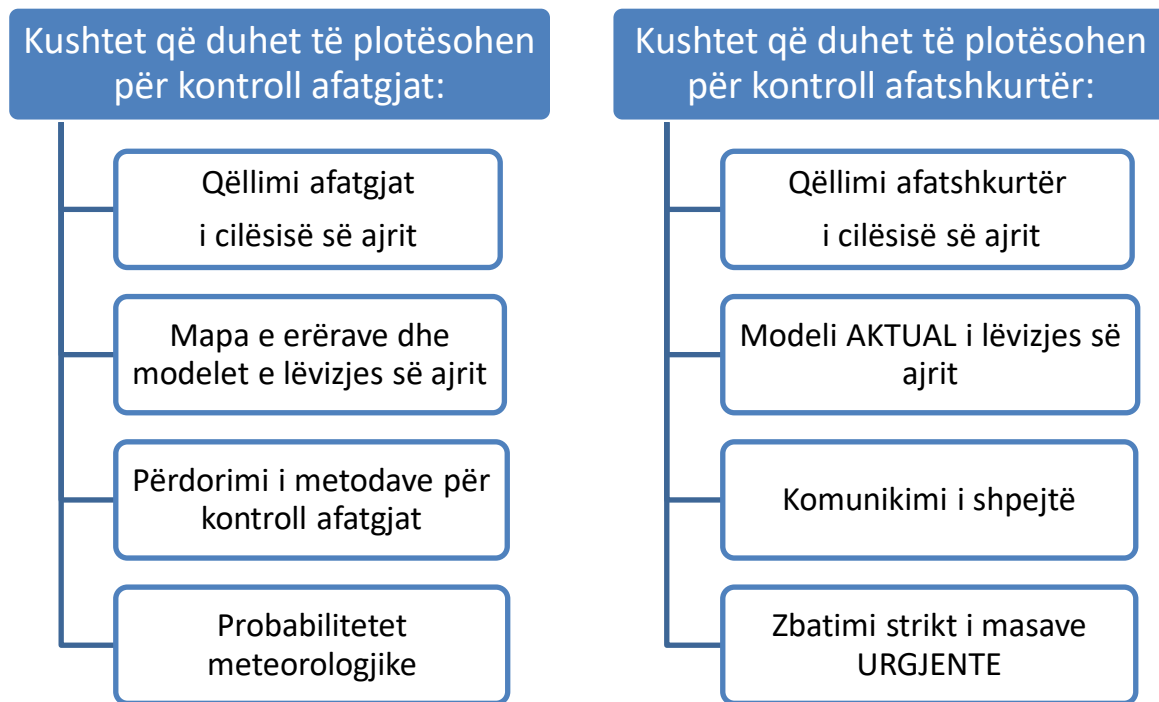 Kushtet që duhet të plotësohen
për kontroll afatgjat:
Qëllimi afatgjat
i cilësisë së ajrit
Mapa e erërave dhe
modelet e lëvizjes së ajrit
Përdorimi i metodave për
kontroll afatgjat
Probabilitetet
meteorologjike
Kushtet që duhet të plotësohen
për kontroll afatshkurtër:
Qëllimi afatshkurtër
i cilësisë së ajrit
Modeli AKTUAL i lëvizjes së
ajrit
Komunikimi i shpejtë
Zbatimi strikt i masave
URGJENTE